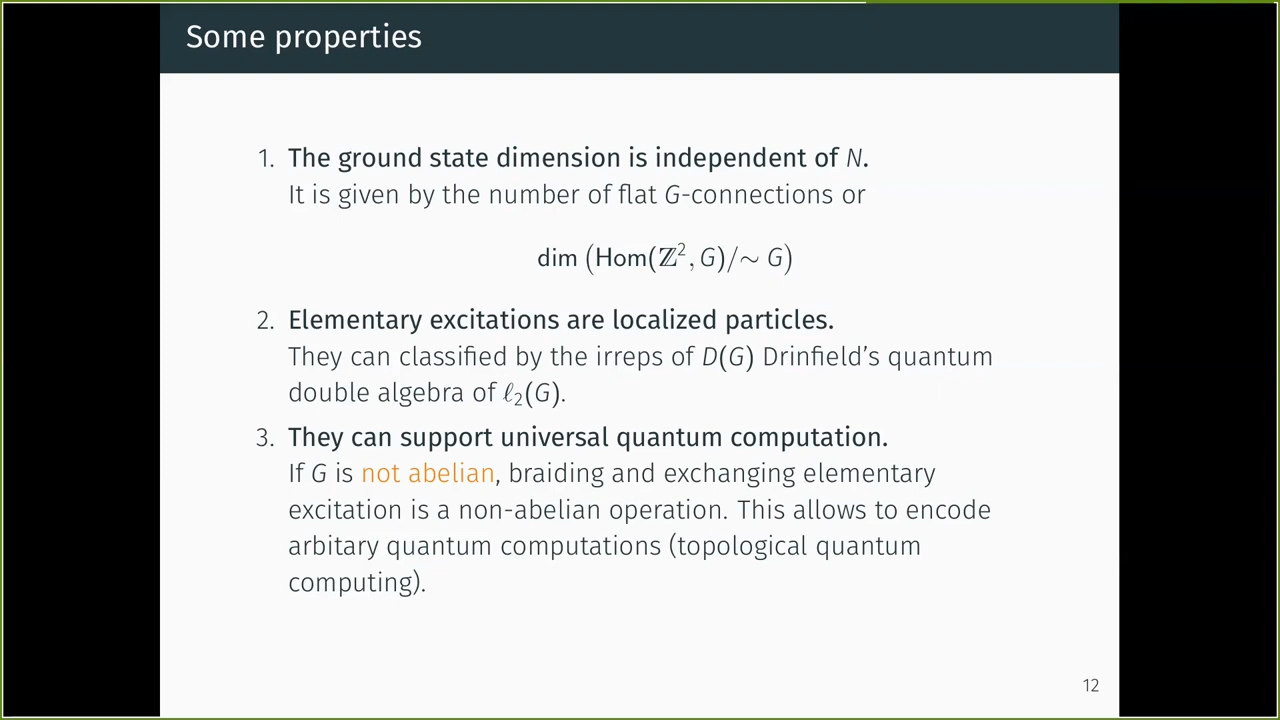 Some properties
1. The ground state dimension is independent of N.
It is given by the number of flat G-connections or
dim (Hom(ℤ², G)/∼ G)
2. Elementary excitations are localized particles.
They can classified by the irreps of D(G) Drinfield's quantum
double algebra of ℓ₂(G).
3. They can support universal quantum computation.
If G is not abelian, braiding and exchanging elementary
excitation is a non-abelian operation. This allows to encode
arbitary quantum computations (topological quantum
computing).
12